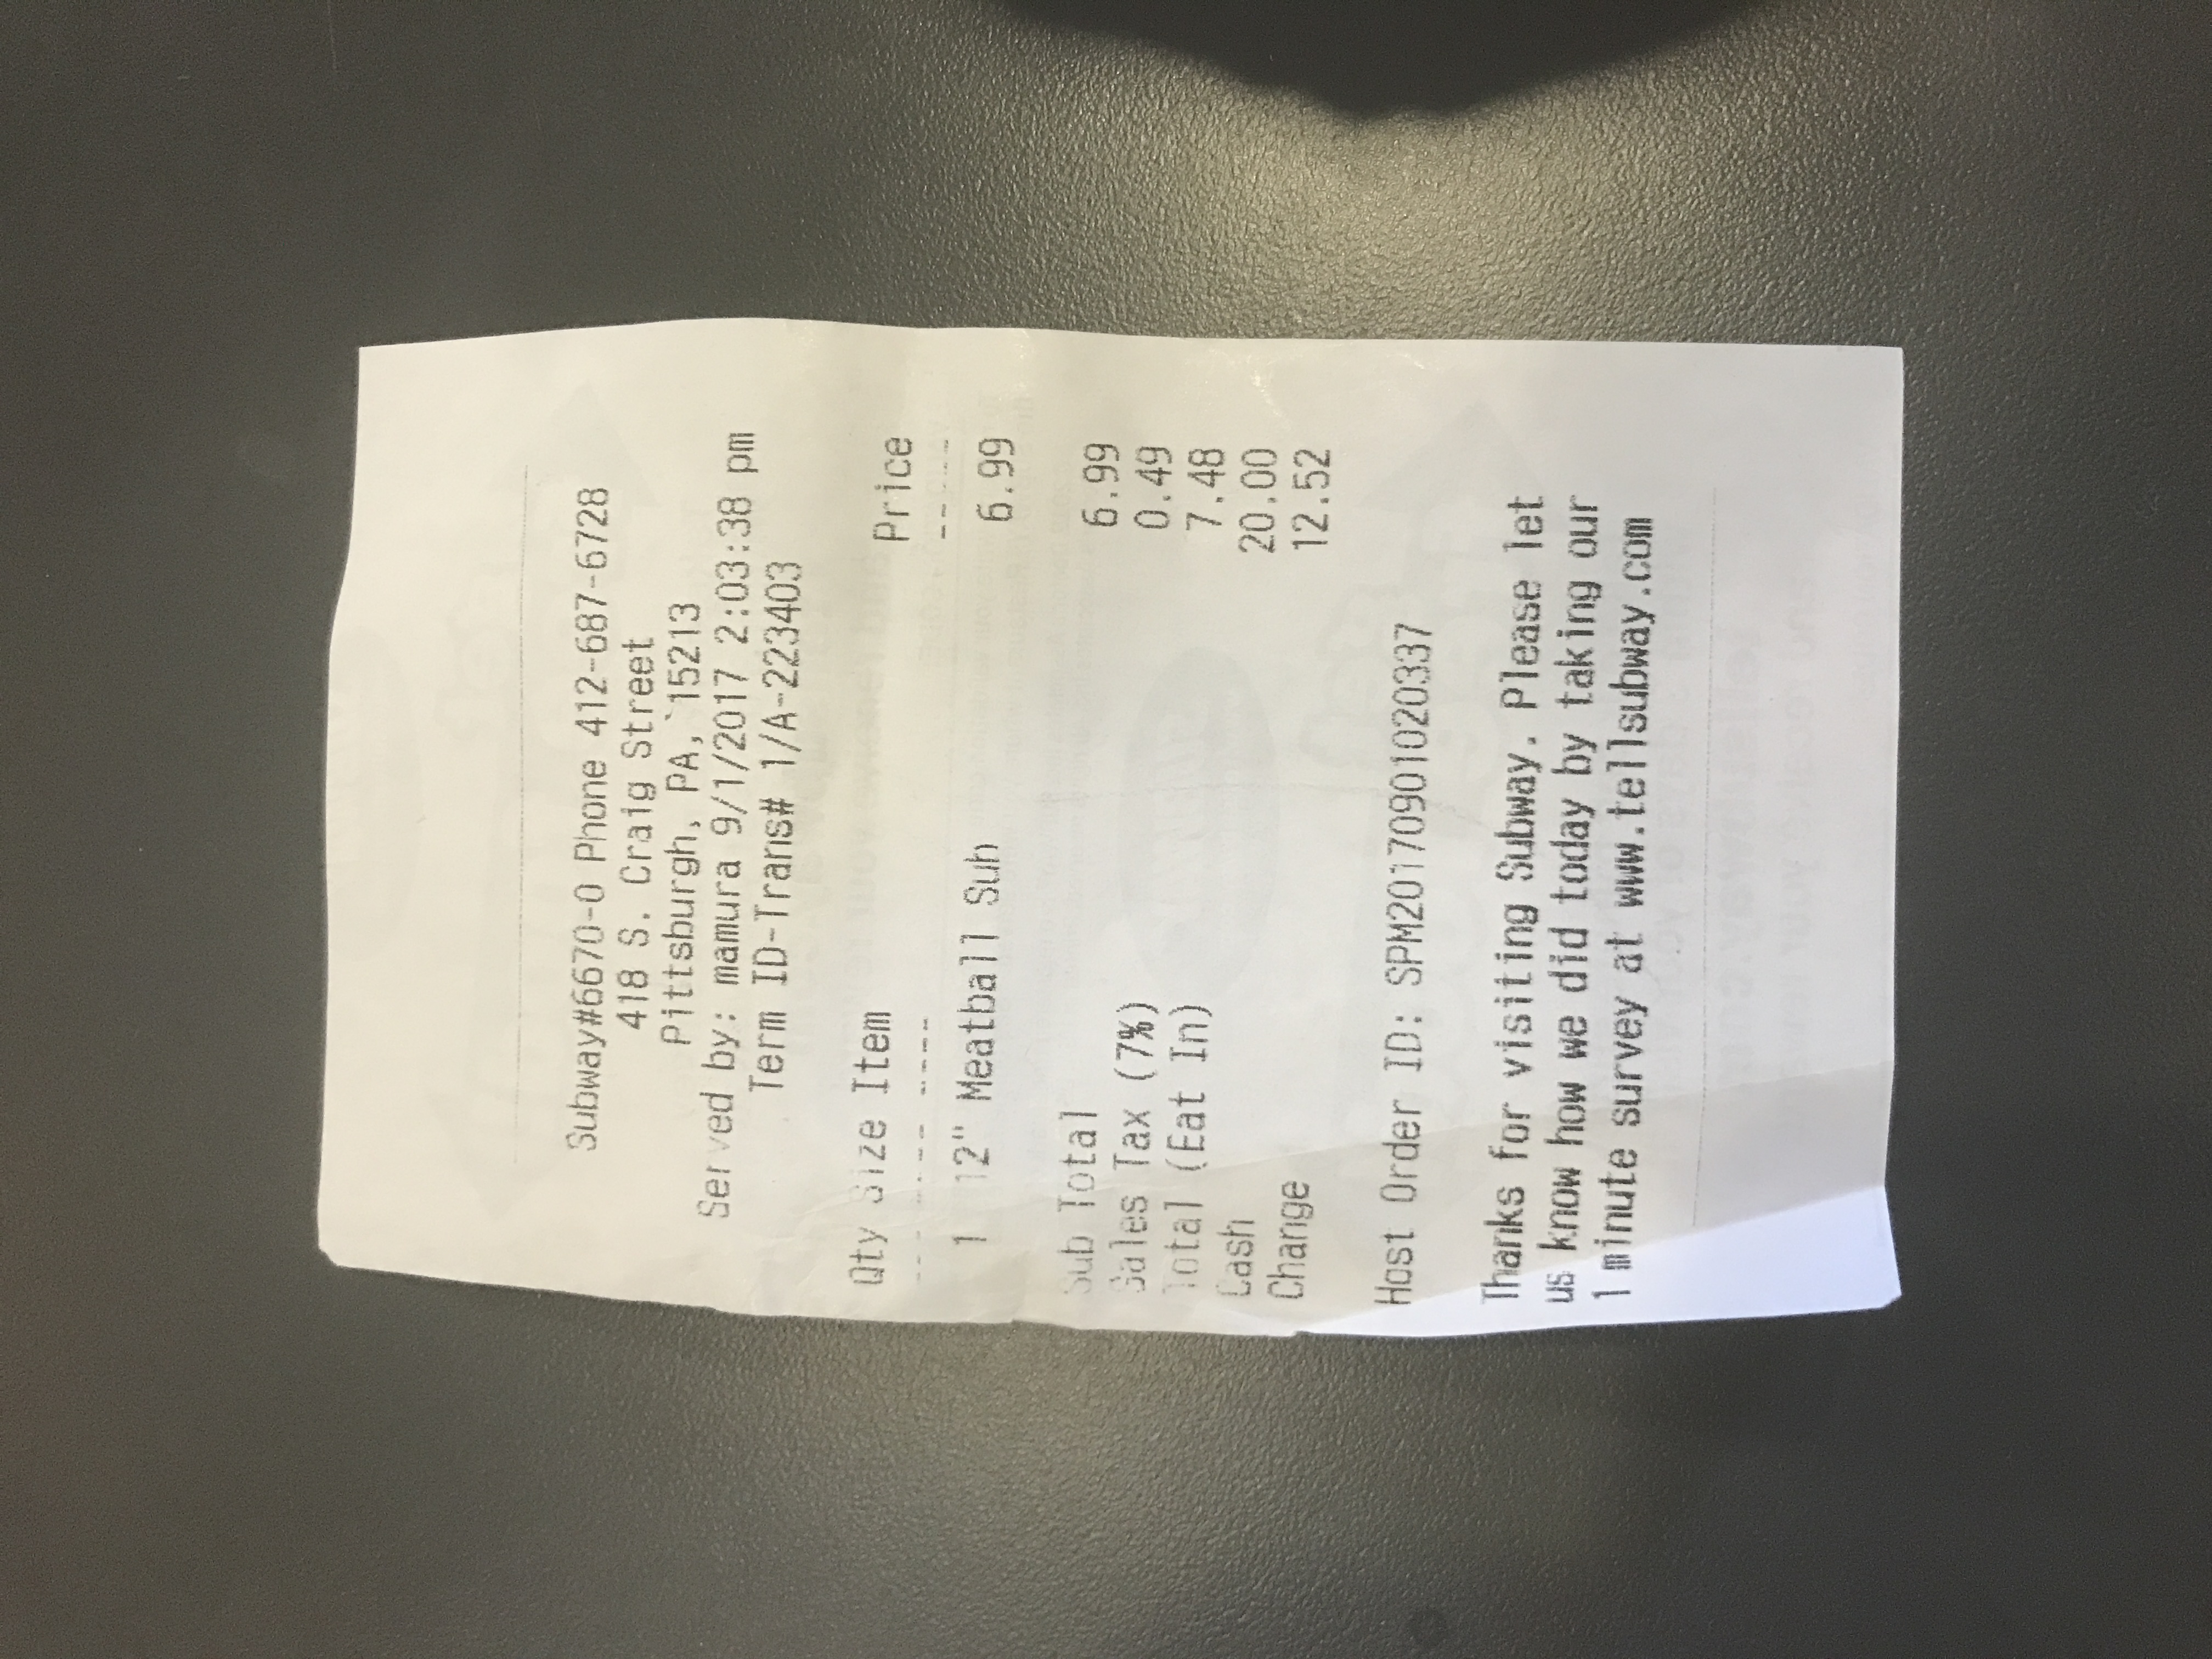 Subway#6670-0 Phone 412-687-6728
418 S. Craig Street
Pittsburgh, PA, `15213
Served by: mamura 9/1/2017 2:03:38 pm
Term ID-Trans# 1/A-223403
Qty Size Item Price
--- ---- ---- -----
1 12" Meatball Sub 6.99
Sub Total 6.99
Sales Tax (7%) 0.49
Total (Eat In) 7.48
Cash 20.00
Change 12.52
Host Order ID: SPM20170901020337
Thanks for visiting Subway. Please let
us know how we did today by taking our
1 minute survey at www.tellsubway.com